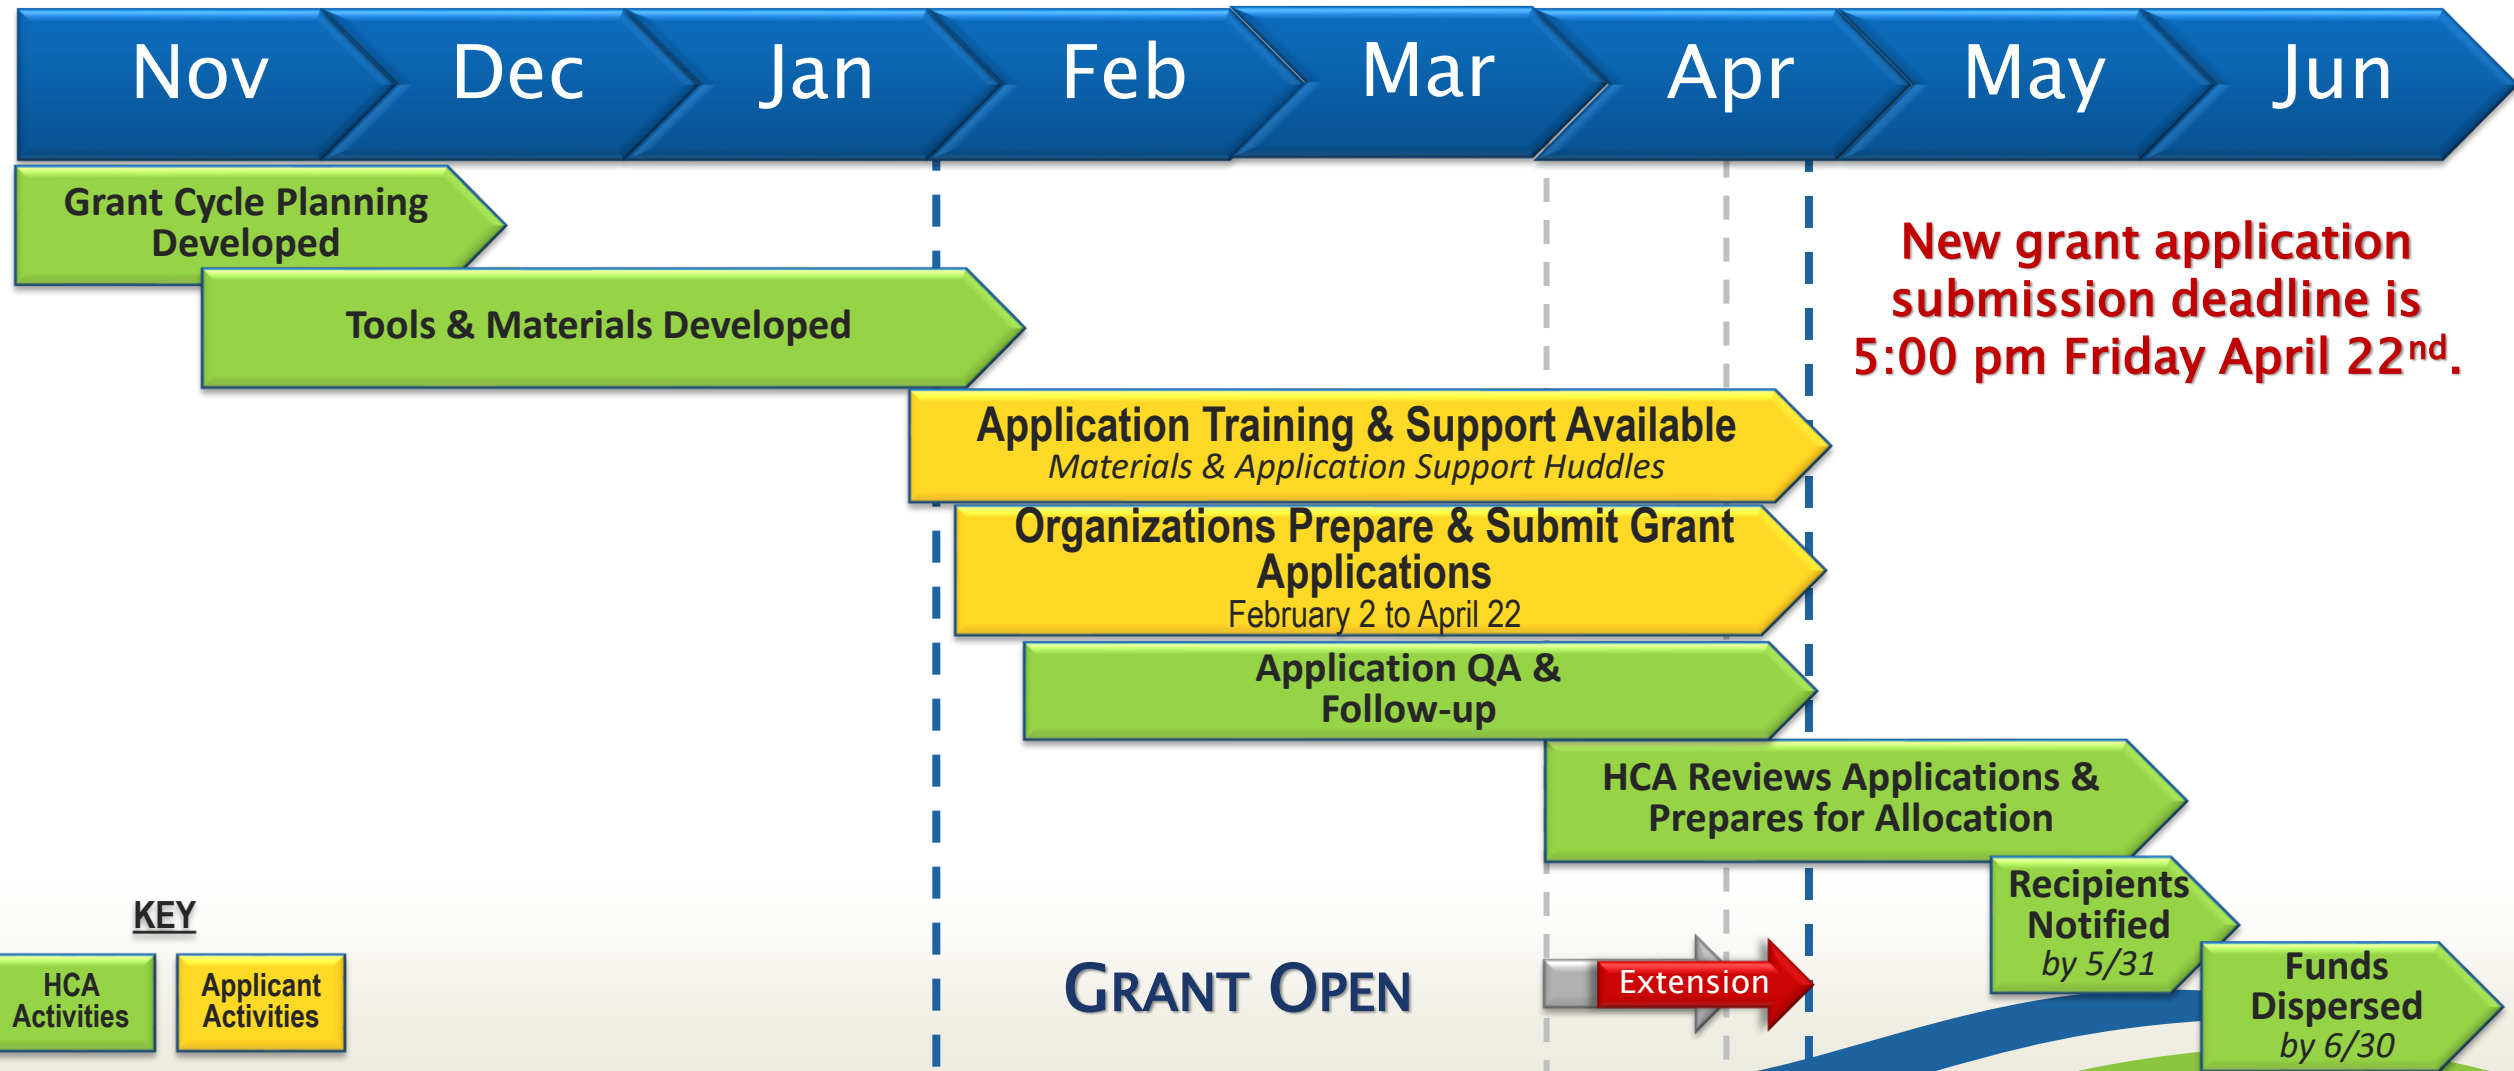 Nov
Dec
Jan
Feb
Mar
Apr
May
Jun
Grant Cycle Planning
Developed
Tools & Materials Developed
New grant application
submission deadline is
5:00 pm Friday April 22nd.
Application Training & Support Available
Materials & Application Support Huddles
Organizations Prepare & Submit Grant
Applications
February 2 to April 22
Application QA &
Follow-up
HCA Reviews Applications &
Prepares for Allocation
Recipients
Notified
by 5/31
Funds
Dispersed
by 6/30
KEY
HCA
Activities
Applicant
Activities
GRANT OPEN
Extension